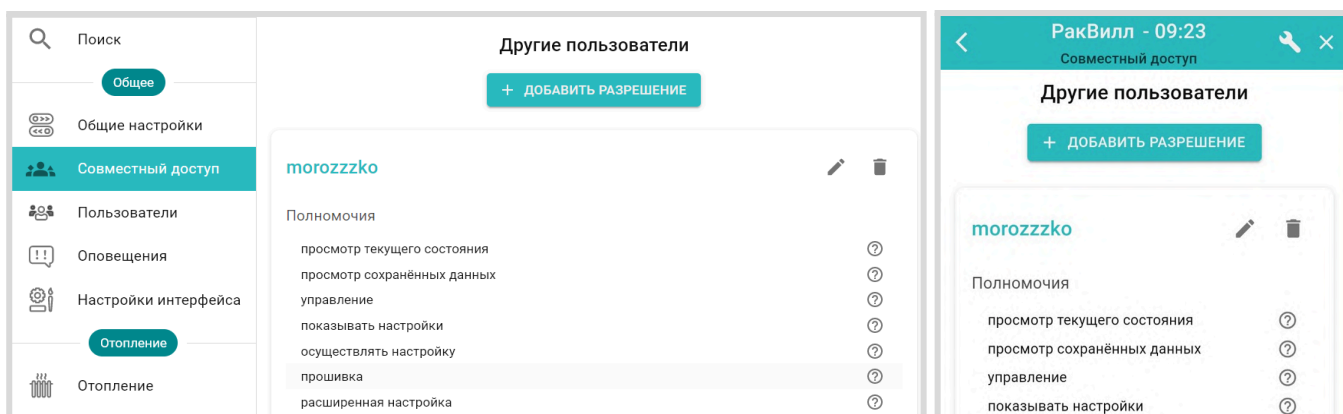 Поиск
Общее
Общие настройки
Совместный доступ
Пользователи
Оповещения
Настройки интерфейса
Отопление
Отопление
Другие пользователи
+ ДОБАВИТЬ РАЗРЕШЕНИЕ
morozzzko
Полномочия
просмотр текущего состояния
просмотр сохранённых данных
управление
показывать настройки
осуществлять настройку
прошивка
расширенная настройка
РакВилл - 09:23
Совместный доступ
Другие пользователи
+ ДОБАВИТЬ РАЗРЕШЕНИЕ
morozzzko
Полномочия
просмотр текущего состояния
просмотр сохранённых данных
управление
показывать настройки